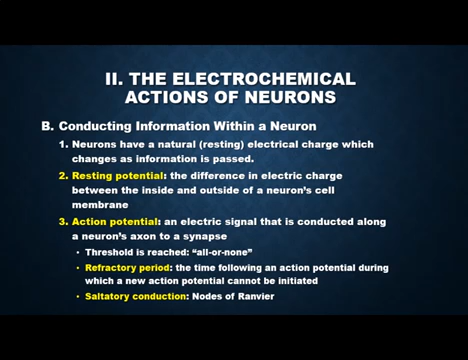 II. THE ELECTROCHEMICAL
ACTIONS OF NEURONS
B. Conducting Information Within a Neuron
1. Neurons have a natural (resting) electrical charge which
changes as information is passed.
2. Resting potential: the difference in electric charge
between the inside and outside of a neuron's cell
membrane
3. Action potential: an electric signal that is conducted along
a neuron's axon to a synapse
• Threshold is reached: "all-or-none"
• Refractory period: the time following an action potential during
which a new action potential cannot be initiated
• Saltatory conduction: Nodes of Ranvier